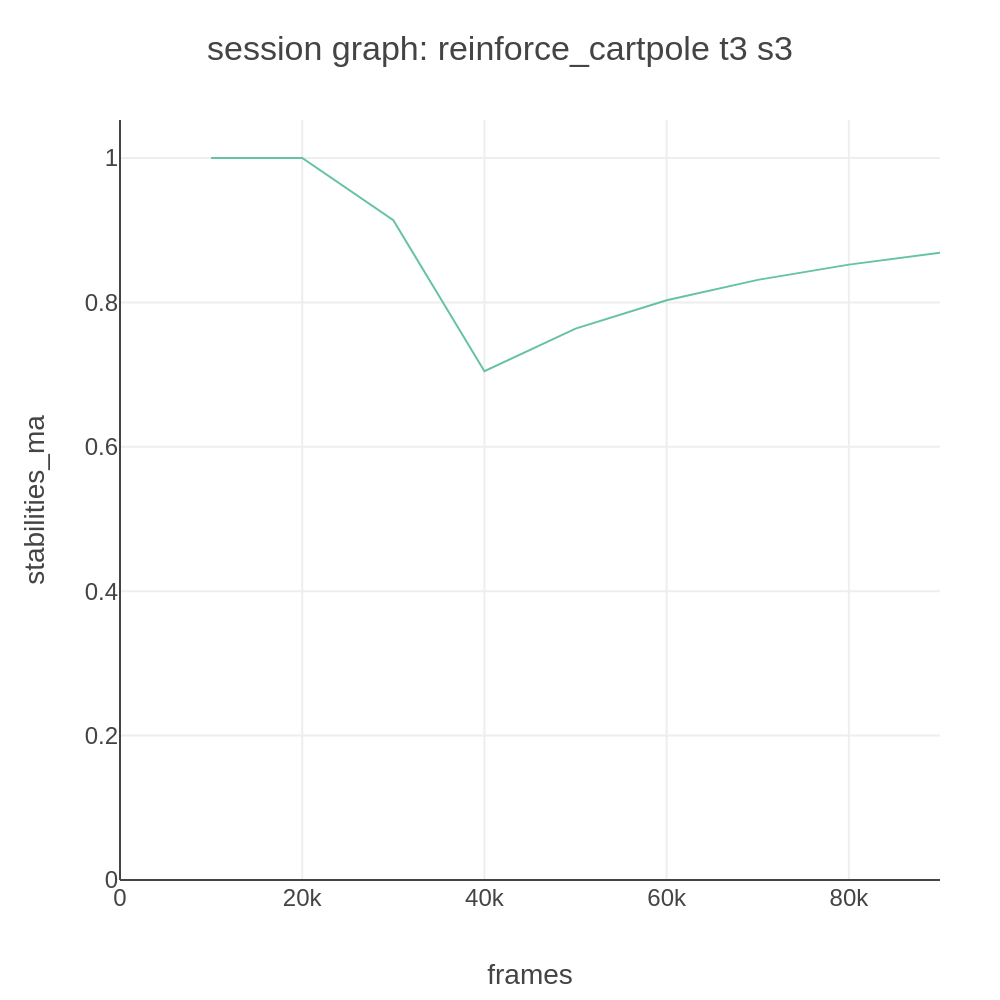 session graph: reinforce_cartpole t3 s3
1
0.8
0.6
0.4
0.2
0
stabilities_ma
0 20k 40k 60k 80k
frames